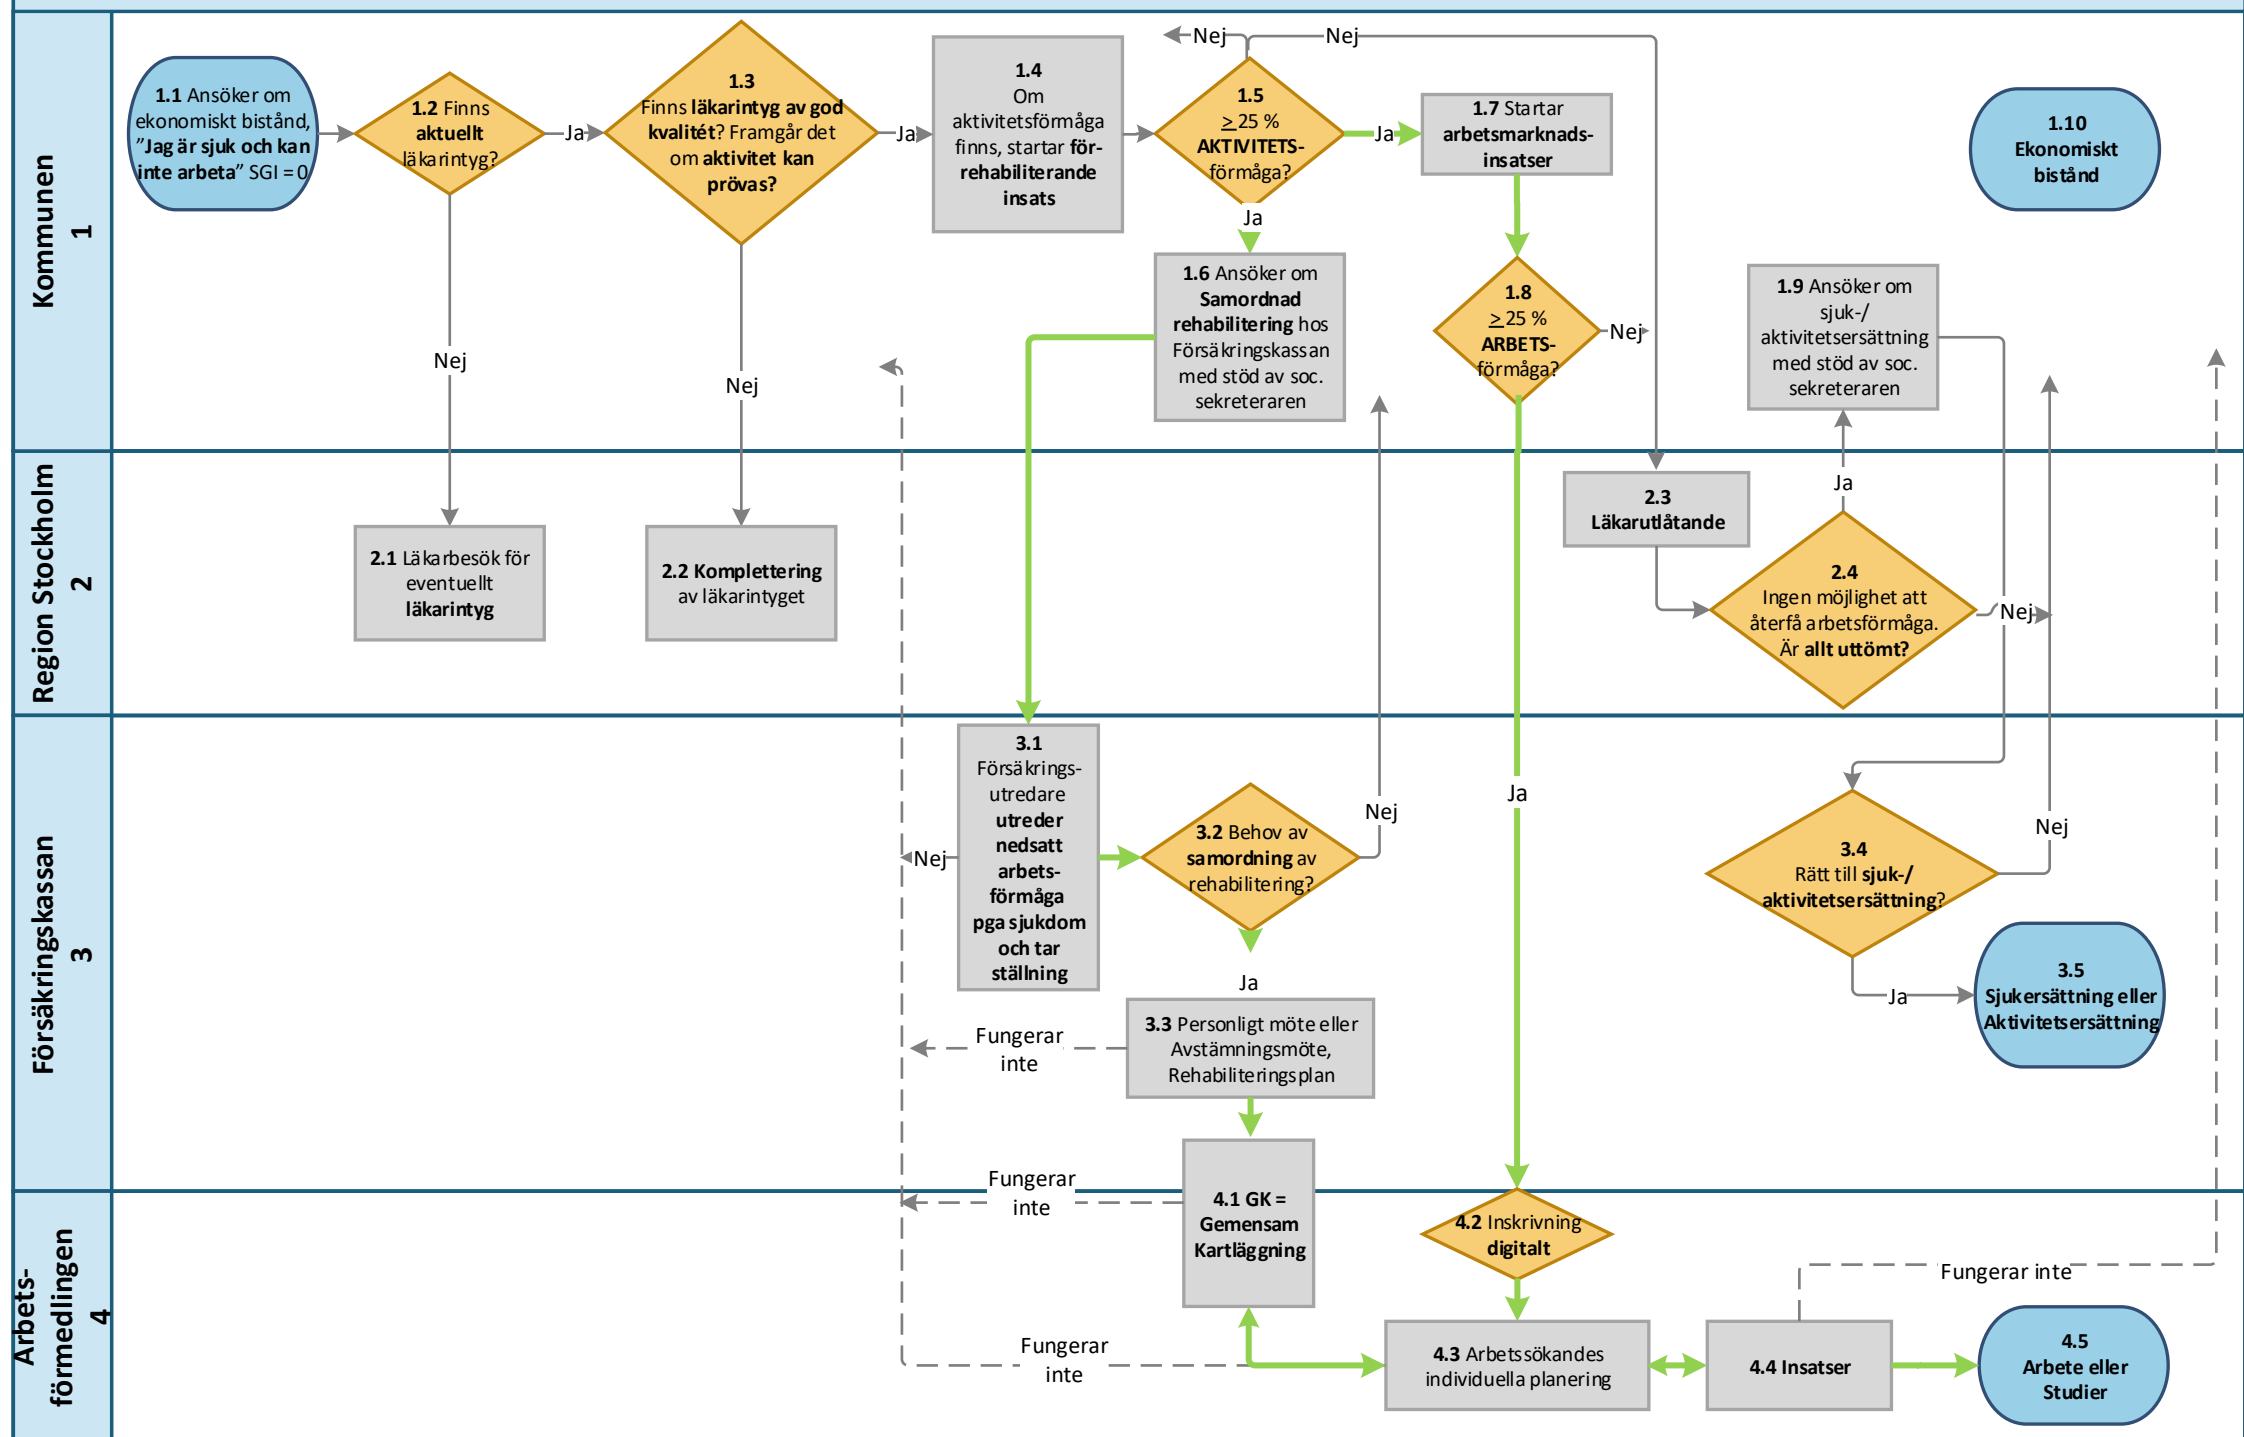 Kommunen
1
1.1 Ansöker om
ekonomiskt bistånd,
”Jag är sjuk och kan
inte arbeta” SGI = 0
1.2 Finns
aktuellt
läkarintyg?
Ja
Nej
1.3
Finns läkarintyg av god
kvalitét? Framgår det
om aktivitet kan
prövas?
Ja
Nej
1.4
Om
aktivitetsförmåga
finns, startar för-
rehabiliterande
insats
Nej
Nej
1.5
≥ 25 %
AKTIVITETS-
förmåga?
Ja
Ja
1.6 Ansöker om
Samordnad
rehabilitering hos
Försäkringskassan
med stöd av soc.
sekreteraren
1.7 Startar
arbetsmarknads-
insatser
1.8
≥ 25 %
ARBETS-
förmåga?
Nej
1.9 Ansöker om
sjuk-/
aktivitetsersättning
med stöd av soc.
sekreteraren
1.10
Ekonomiskt
bistånd
Region Stockholm
2
2.1 Läkarbesök för
eventuellt
läkarintyg
2.2 Komplettering
av läkarintyget
2.3
Läkarutlåtande
Ja
2.4
Ingen möjlighet att
återfå arbetsförmåga.
Är allt uttömt?
Nej
Försäkringskassan
3
3.1
Försäkrings-
utredare
utreder
nedsatt
arbets-
förmåga
pga sjukdom
och tar
ställning
Nej
3.2 Behov av
samordning av
rehabilitering?
Nej
Ja
Ja
3.3 Personligt möte eller
Avstämningsmöte,
Rehabiliteringsplan
Fungerar
inte
3.4
Rätt till sjuk-/
aktivitetsersättning?
Nej
Ja
3.5
Sjukersättning eller
Aktivitetsersättning
Arbets-
förmedlingen
4
Fungerar
inte
4.1 GK =
Gemensam
Kartläggning
4.2 Inskrivning
digitalt
Fungerar
inte
4.3 Arbetssökandes
individuella planering
4.4 Insatser
Fungerar inte
4.5
Arbete eller
Studier